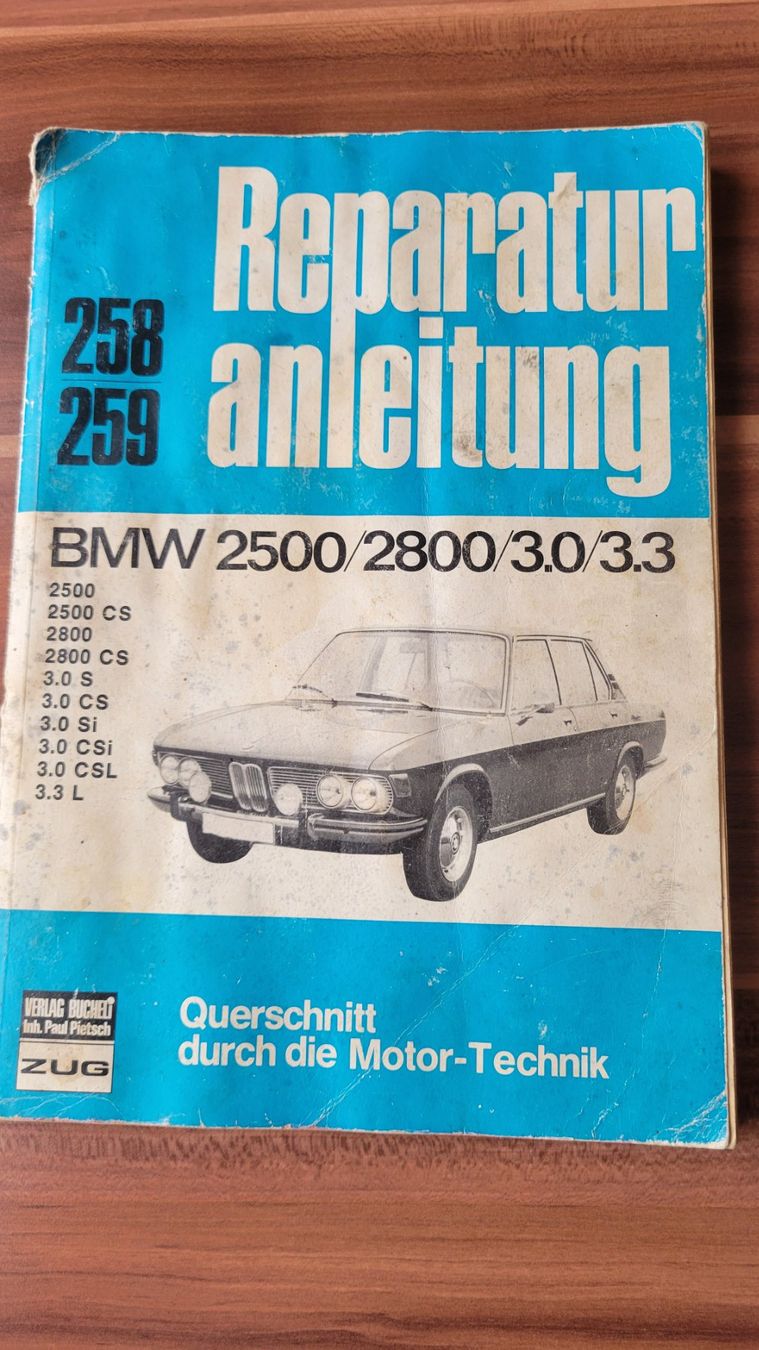 Reparatur
anleitung
258
259
BMW 2500/2800/3.0/3.3
2500
2500 CS
2800
2800 CS
3.0 S
3.0 CS
3.0 Si
3.0 CSi
3.0 CSL
3.3 L
VERLAG BUCHELI
Inh. Paul Pietsch
ZUG
Querschnitt
durch die Motor-Technik